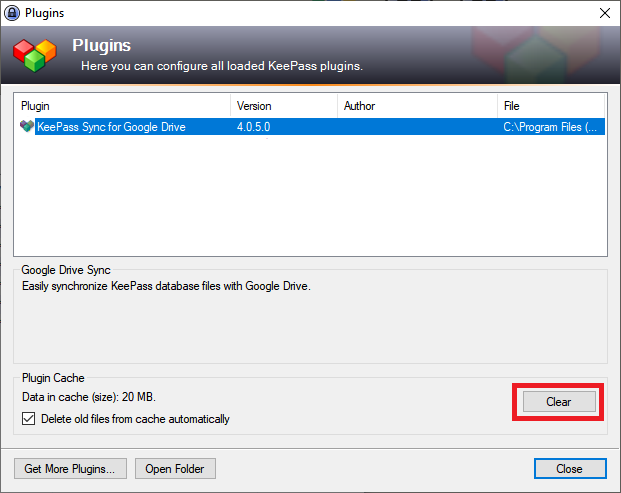 Plugins
Plugins
Here you can configure all loaded KeePass plugins.
Plugin Version Author File
KeePass Sync for Google Drive 4.0.5.0 C:\Program Files (...
Google Drive Sync
Easily synchronize KeePass database files with Google Drive.
Plugin Cache
Data in cache (size): 20 MB.
Clear
Delete old files from cache automatically
Get More Plugins... Open Folder Close